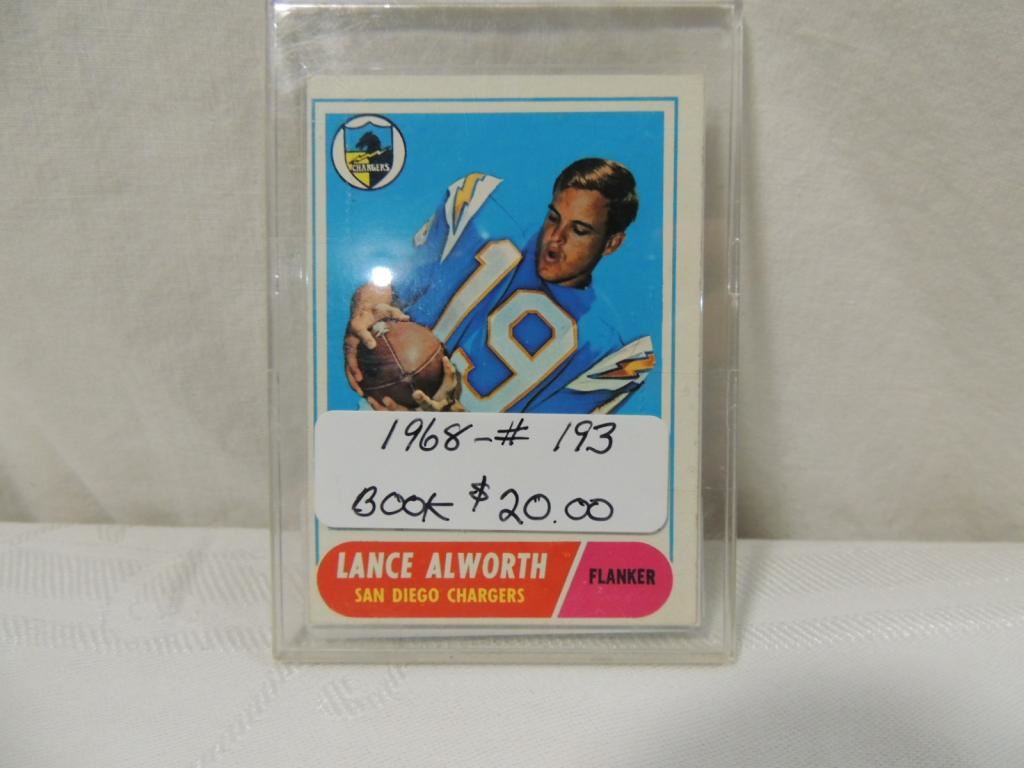 CHARGERS
19
1968-# 193
BOOK $20.00
LANCE ALWORTH
SAN DIEGO CHARGERS
FLANKER